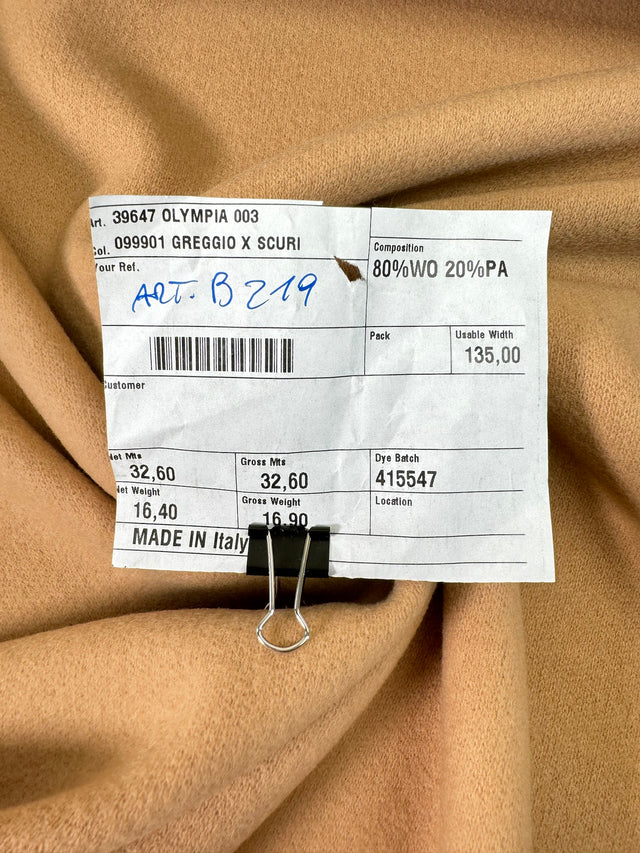 Art. 39647 OLYMPIA 003
Col. 099901 GREGGIO X SCURI
Composition
80%WO 20%PA
Your Ref.
ART. B219
Pack
Usable Width
135,00
Customer
Net Mts
32,60
Gross Mts
32,60
Dye Batch
415547
Net Weight
16,40
Gross Weight
16,90
Location
MADE IN Italy